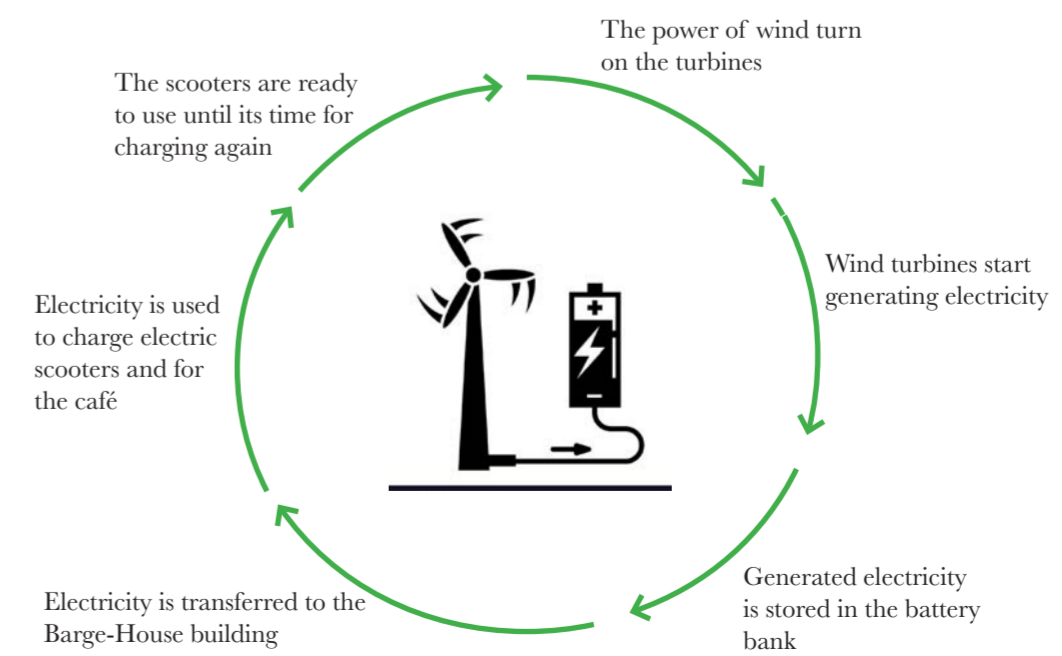 The power of wind turn
on the turbines
Wind turbines start
generating electricity
Generated electricity
is stored in the battery
bank
Electricity is transferred to the
Barge-House building
Electricity is used
to charge electric
scooters and for
the café
The scooters are ready
to use until its time for
charging again